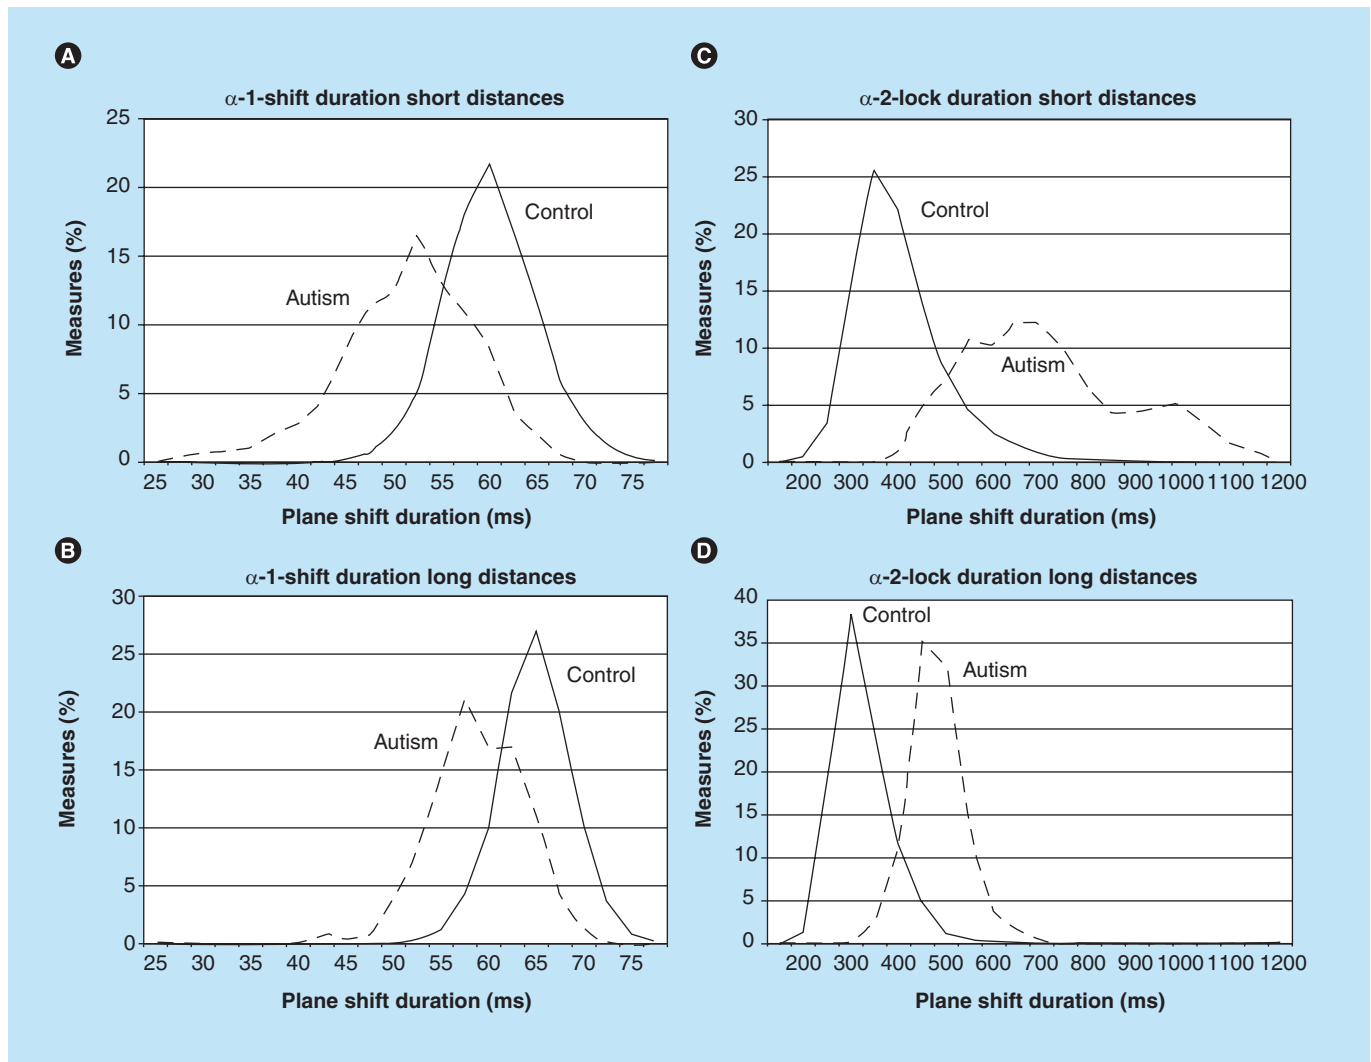 A
α-1-shift duration short distances
Measures (%)
25
20
15
10
5
0
Control
Autism
25 30 35 40 45 50 55 60 65 70 75
Plane shift duration (ms)
B
α-1-shift duration long distances
Measures (%)
30
25
20
15
10
5
0
Control
Autism
25 30 35 40 45 50 55 60 65 70 75
Plane shift duration (ms)
C
α-2-lock duration short distances
Measures (%)
30
25
20
15
10
5
0
Control
Autism
200 300 400 500 600 700 800 900 1000 1100 1200
Plane shift duration (ms)
D
α-2-lock duration long distances
Measures (%)
40
35
30
25
20
15
10
5
0
Control
Autism
200 300 400 500 600 700 800 900 1000 1100 1200
Plane shift duration (ms)